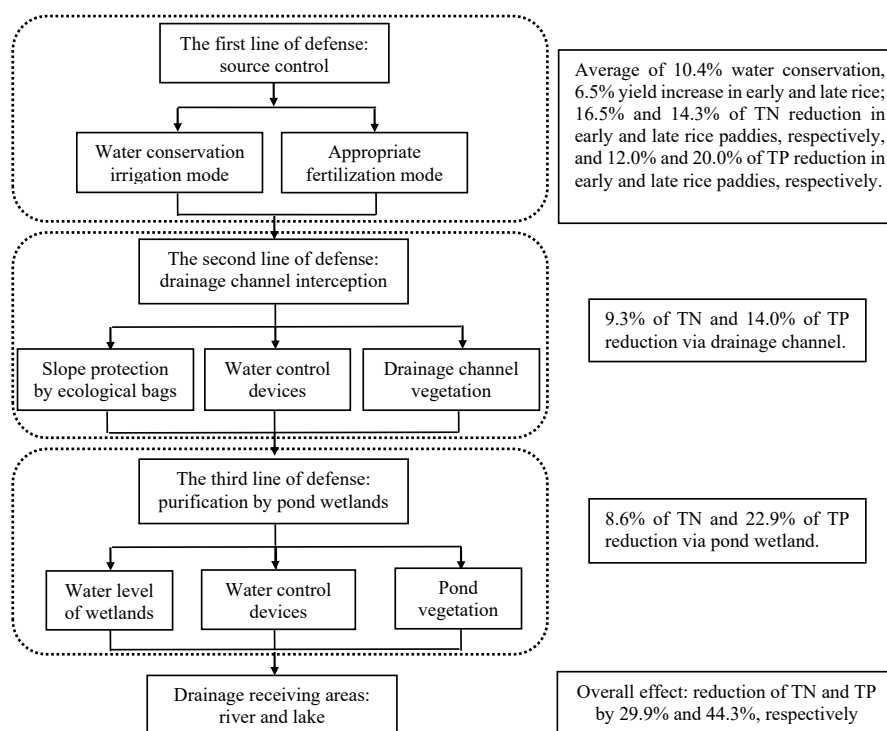 The first line of defense:
source control
Average of 10.4% water conservation,
6.5% yield increase in early and late rice;
16.5% and 14.3% of TN reduction in
early and late rice paddies, respectively,
and 12.0% and 20.0% of TP reduction in
early and late rice paddies, respectively.
Water conservation
irrigation mode
Appropriate
fertilization mode
The second line of defense:
drainage channel interception
9.3% of TN and 14.0% of TP
reduction via drainage channel.
Slope protection
by ecological bags
Water control
devices
Drainage channel
vegetation
The third line of defense:
purification by pond wetlands
8.6% of TN and 22.9% of TP
reduction via pond wetland.
Water level
of wetlands
Water control
devices
Pond
vegetation
Drainage receiving areas:
river and lake
Overall effect: reduction of TN and TP
by 29.9% and 44.3%, respectively